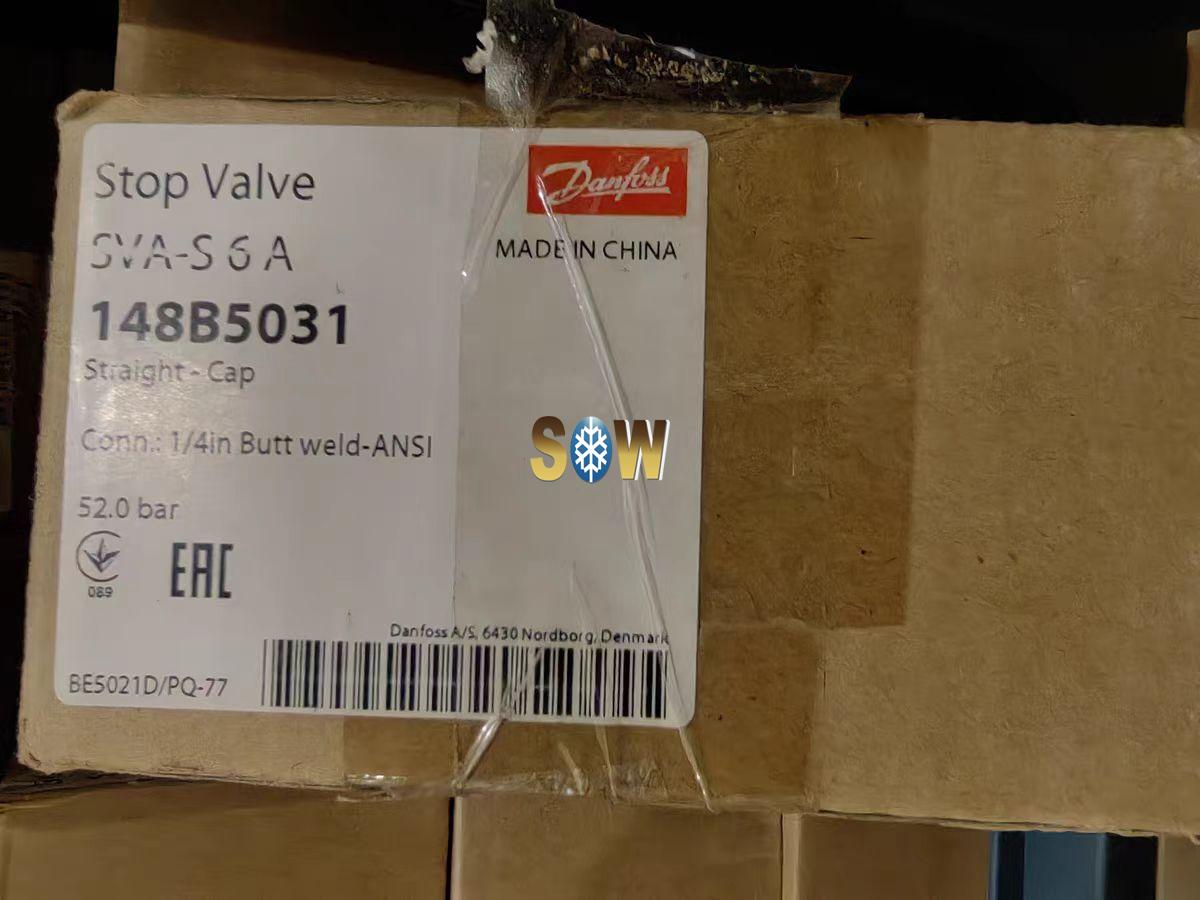 Stop Valve
Danfoss
SVA-S 6 A
MADE IN CHINA
148B5031
Straight - Cap
Conn.: 1/4in Butt weld-ANSI
SOW
52.0 bar
089
EAC
Danfoss A/S, 6430 Nordborg, Denmark
BE5021D/PQ-77